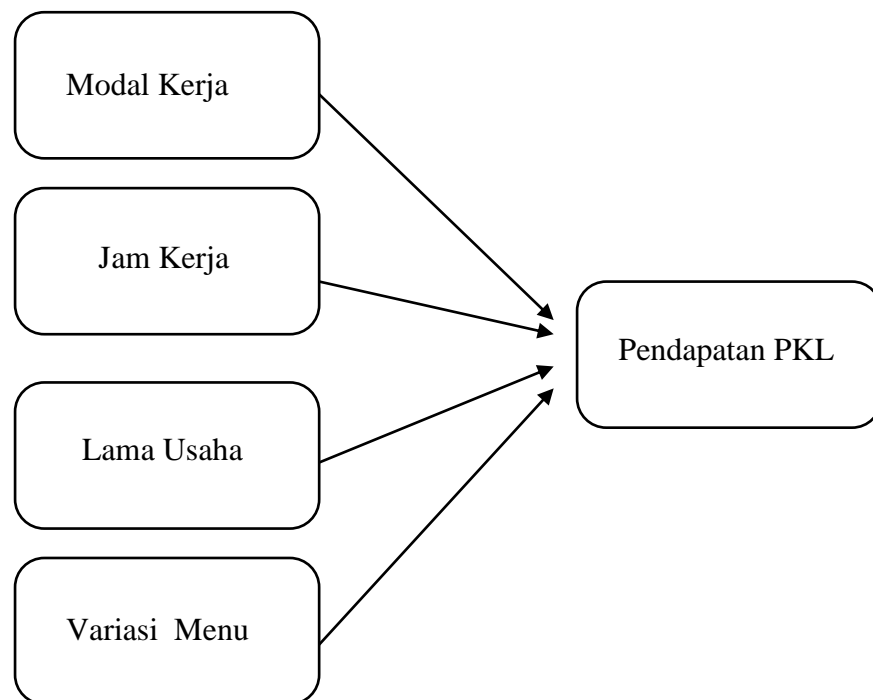 Modal Kerja
Jam Kerja
Lama Usaha
Variasi  Menu
Pendapatan PKL